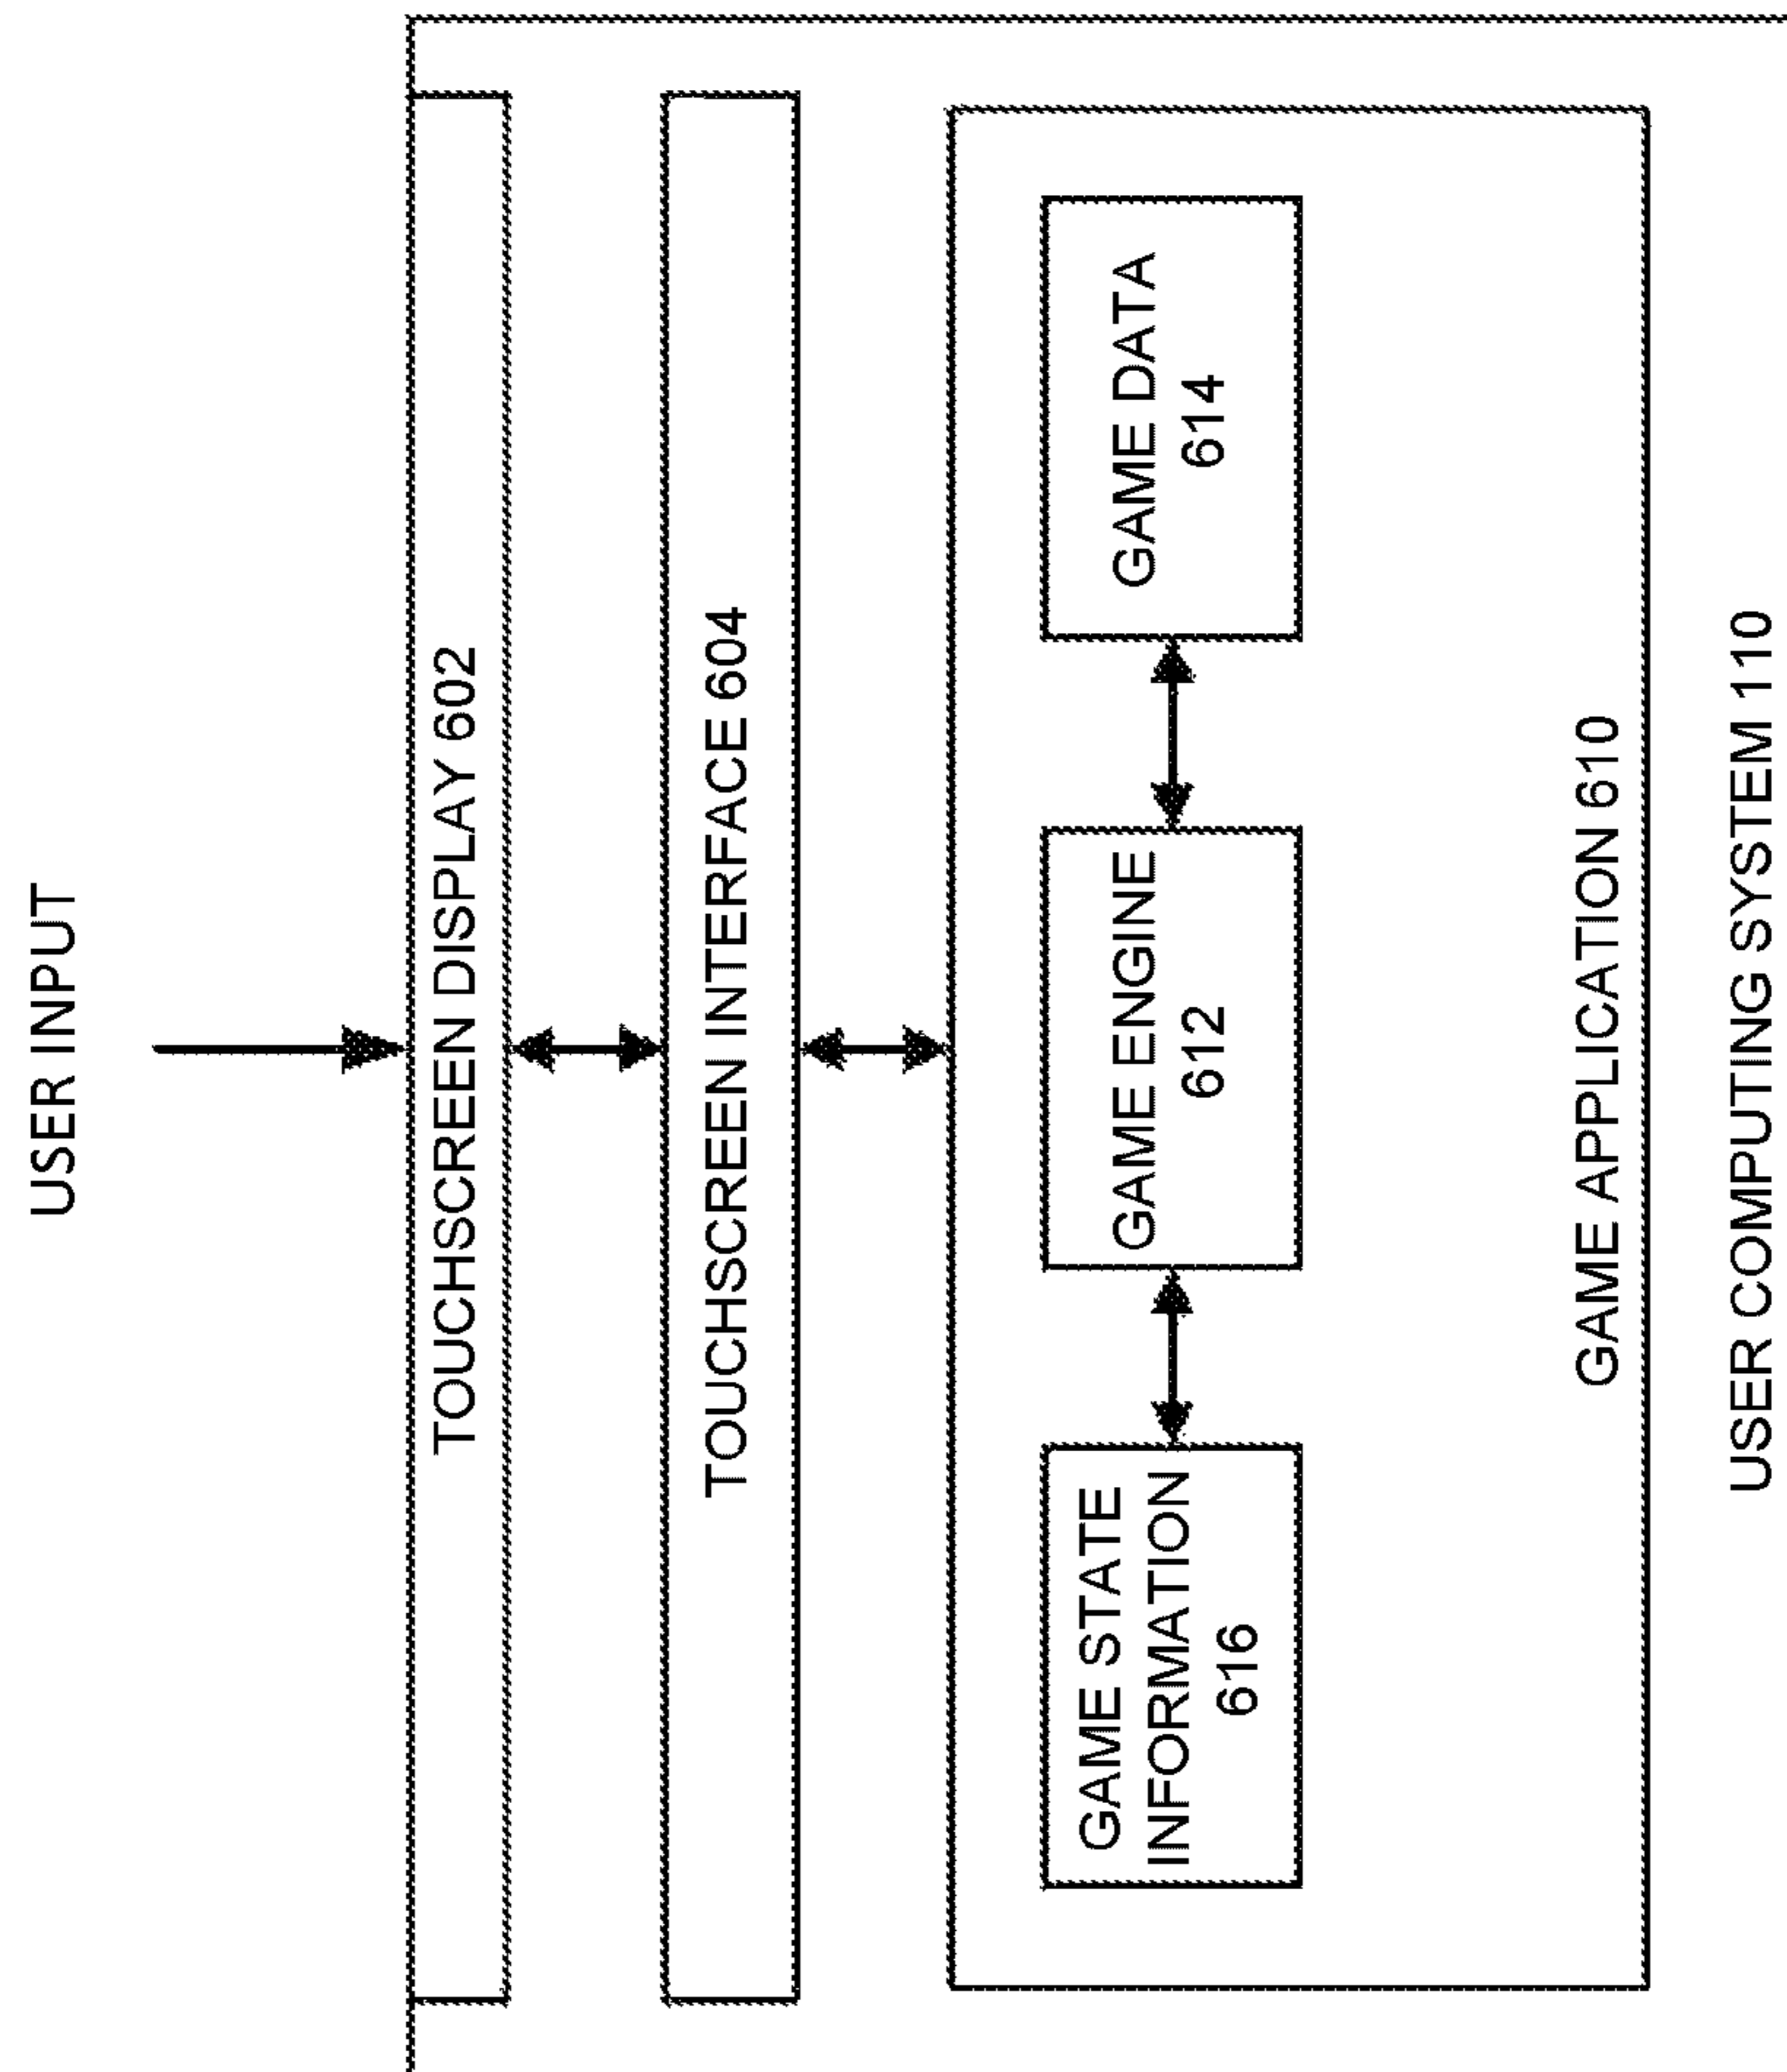 USER INPUT
TOUCHSCREEN DISPLAY 602
TOUCHSCREEN INTERFACE 604
GAME STATE
INFORMATION
616
GAME ENGINE
612
GAME DATA
614
GAME APPLICATION 610
USER COMPUTING SYSTEM 110